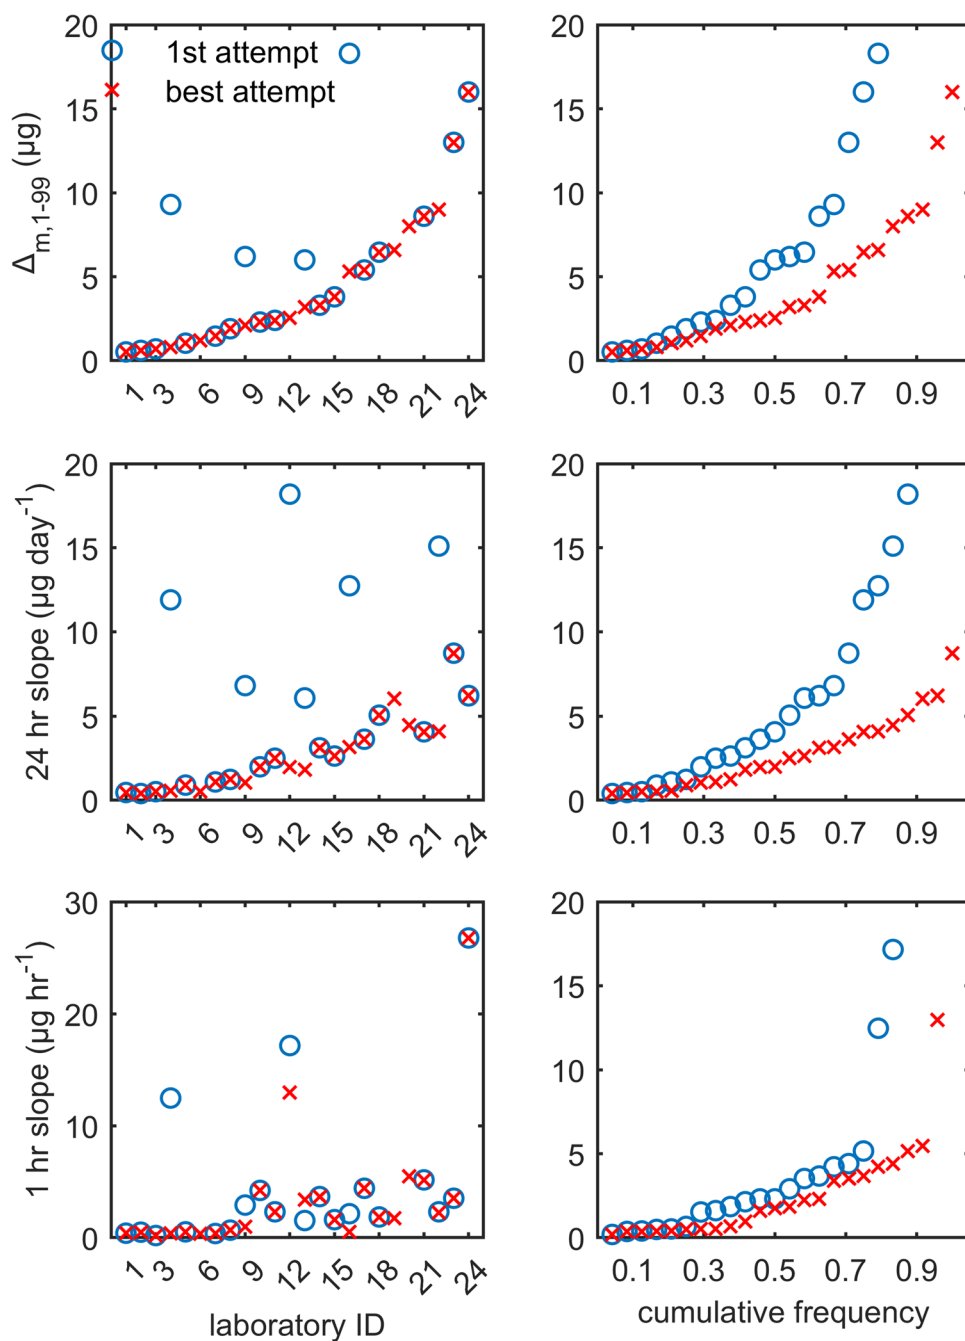 20
15
10
5
0
Δm,1-99 (µg)
1st attempt
best attempt
1 3 6 9 12 15 18 21 24
20
15
10
5
0
0.1 0.3 0.5 0.7 0.9
20
15
10
5
0
24 hr slope (µg day-1)
1 3 6 9 12 15 18 21 24
20
15
10
5
0
0.1 0.3 0.5 0.7 0.9
30
20
10
0
1 hr slope (µg hr-1)
1 3 6 9 12 15 18 21 24
laboratory ID
20
15
10
5
0
0.1 0.3 0.5 0.7 0.9
cumulative frequency